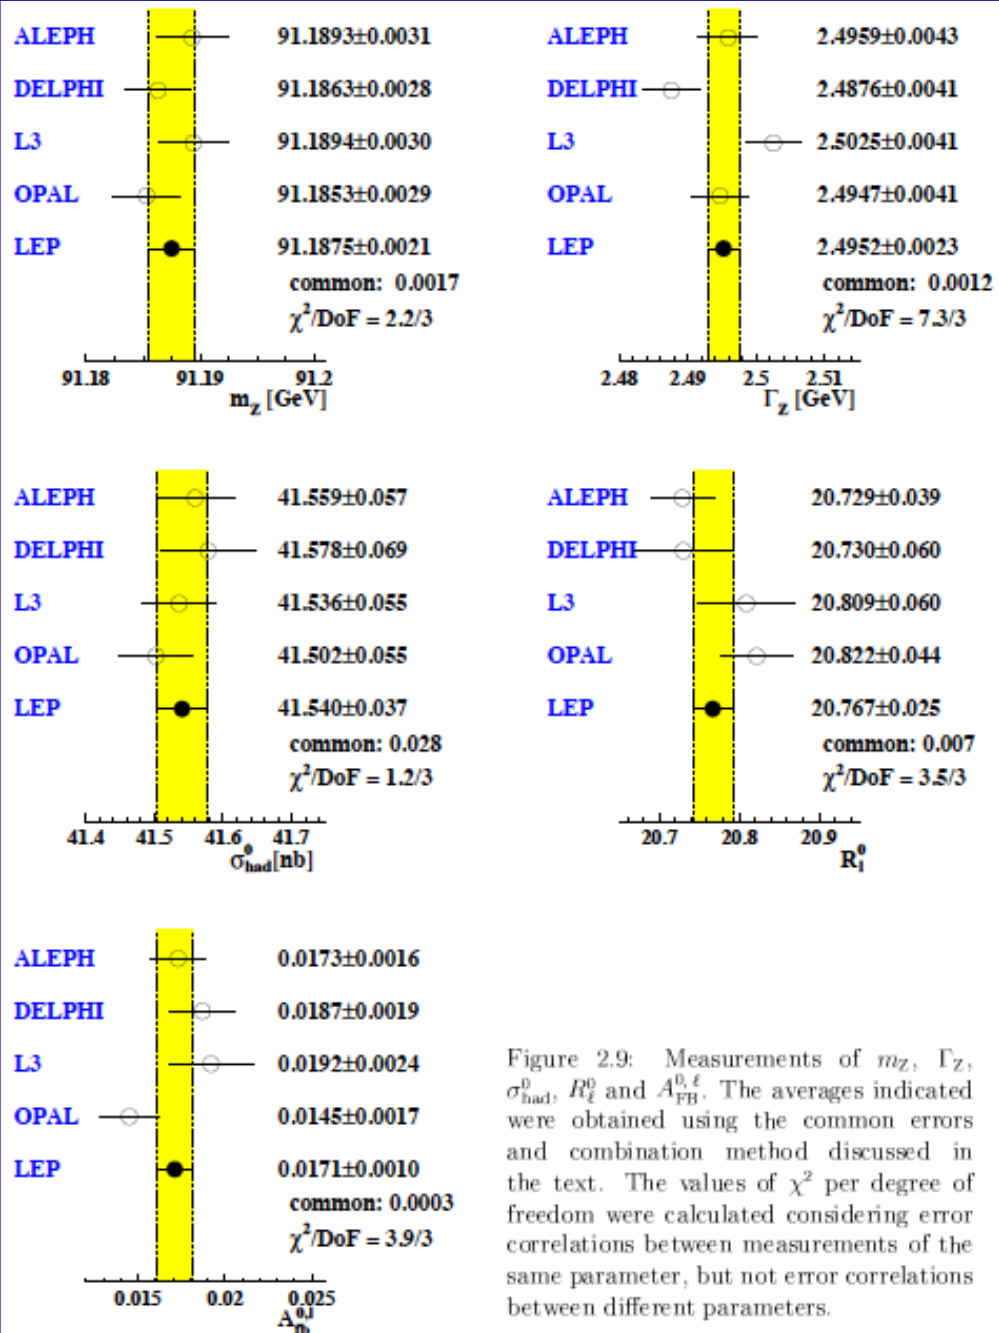 ALEPH 91.1893±0.0031
DELPHI 91.1863±0.0028
L3 91.1894±0.0030
OPAL 91.1853±0.0029
LEP 91.1875±0.0021
common: 0.0017
χ²/DoF = 2.2/3
91.18 91.19 91.2
m_Z [GeV]
ALEPH 2.4959±0.0043
DELPHI 2.4876±0.0041
L3 2.5025±0.0041
OPAL 2.4947±0.0041
LEP 2.4952±0.0023
common: 0.0012
χ²/DoF = 7.3/3
2.48 2.49 2.5 2.51
Γ_Z [GeV]
ALEPH 41.559±0.057
DELPHI 41.578±0.069
L3 41.536±0.055
OPAL 41.502±0.055
LEP 41.540±0.037
common: 0.028
χ²/DoF = 1.2/3
41.4 41.5 41.6 41.7
σ⁰_had [nb]
ALEPH 20.729±0.039
DELPHI 20.730±0.060
L3 20.809±0.060
OPAL 20.822±0.044
LEP 20.767±0.025
common: 0.007
χ²/DoF = 3.5/3
20.7 20.8 20.9
R⁰_l
ALEPH 0.0173±0.0016
DELPHI 0.0187±0.0019
L3 0.0192±0.0024
OPAL 0.0145±0.0017
LEP 0.0171±0.0010
common: 0.0003
χ²/DoF = 3.9/3
0.015 0.02 0.025
A^{0,l}_{fb}
Figure 2.9: Measurements of m_Z, Γ_Z,
σ⁰_had, R⁰_ℓ and A^{0,ℓ}_{FB}. The averages indicated
were obtained using the common errors
and combination method discussed in
the text. The values of χ² per degree of
freedom were calculated considering error
correlations between measurements of the
same parameter, but not error correlations
between different parameters.